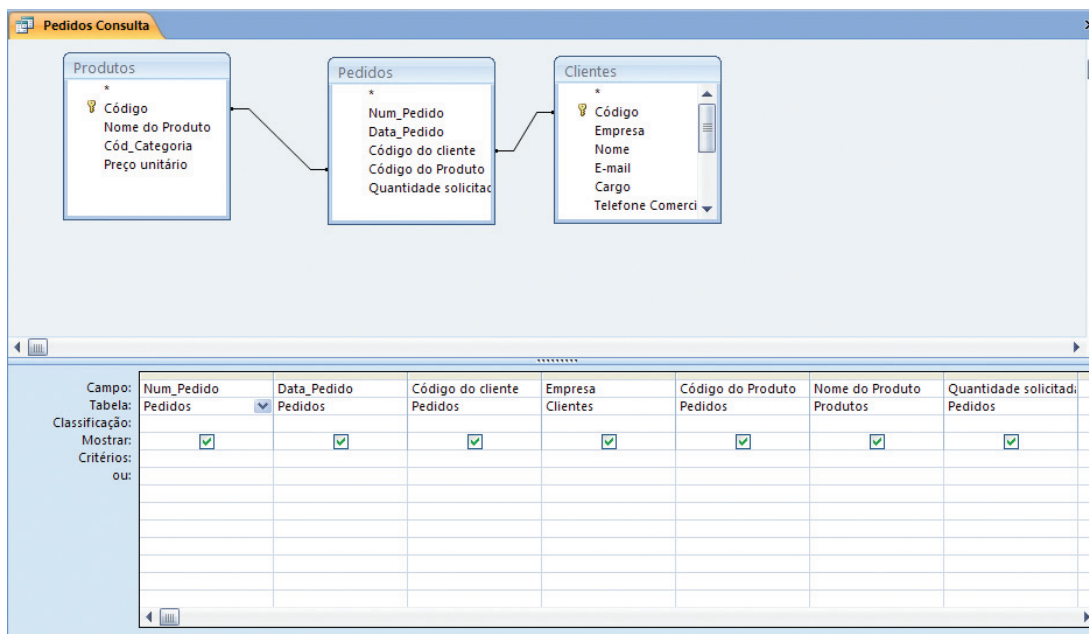 Pedidos Consulta
Produtos
*
Código
Nome do Produto
Cód_Categoria
Preço unitário
Pedidos
*
Num_Pedido
Data_Pedido
Código do cliente
Código do Produto
Quantidade solicitad
Clientes
*
Código
Empresa
Nome
E-mail
Cargo
Telefone Comerci
Campo: Num_Pedido Data_Pedido Código do cliente Empresa Código do Produto Nome do Produto Quantidade solicitada
Tabela: Pedidos Pedidos Pedidos Clientes Pedidos Produtos Pedidos
Classificação:
Mostrar:
Critérios:
ou: